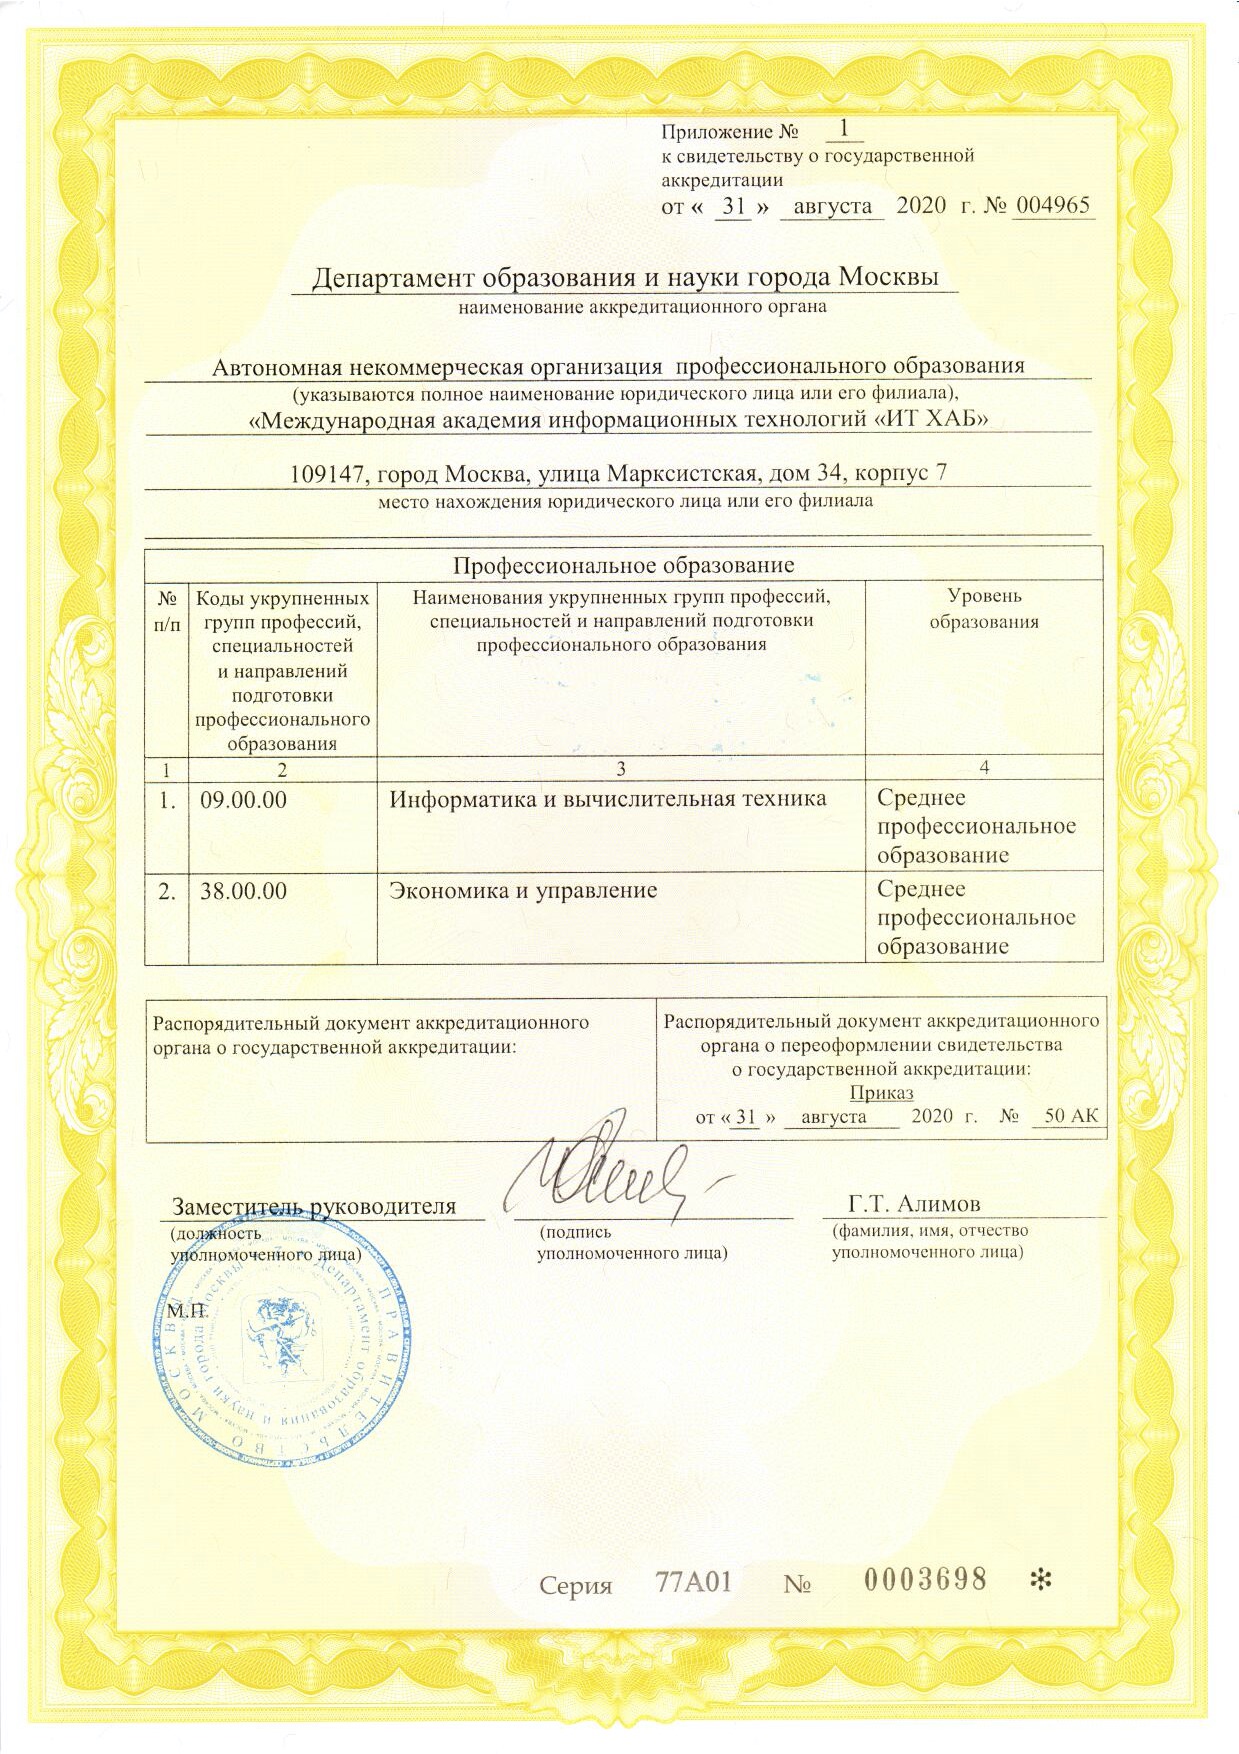 Приложение № 1
к свидетельству о государственной
аккредитации
от « 31 » августа 2020 г. № 004965
Департамент образования и науки города Москвы
наименование аккредитационного органа
Автономная некоммерческая организация профессионального образования
(указываются полное наименование юридического лица или его филиала),
«Международная академия информационных технологий «ИТ ХАБ»
109147, город Москва, улица Марксистская, дом 34, корпус 7
место нахождения юридического лица или его филиала
Профессиональное образование
№ п/п
Коды укрупненных
групп профессий,
специальностей
и направлений
подготовки
профессионального
образования
Наименования укрупненных групп профессий,
специальностей и направлений подготовки
профессионального образования
Уровень
образования
1 2 3 4
1. 09.00.00 Информатика и вычислительная техника Среднее
профессиональное
образование
2. 38.00.00 Экономика и управление Среднее
профессиональное
образование
Распорядительный документ аккредитационного
органа о государственной аккредитации:
Распорядительный документ аккредитационного
органа о переоформлении свидетельства
о государственной аккредитации:
Приказ
от « 31 » августа 2020 г. № 50 АК
Заместитель руководителя
(должность
уполномоченного лица)
(подпись
уполномоченного лица)
Г.Т. Алимов
(фамилия, имя, отчество
уполномоченного лица)
М.П.
ПРАВИТЕЛЬСТВО МОСКВЫ
Департамент образования и науки города Москвы
Серия 77А01 № 0003698 *